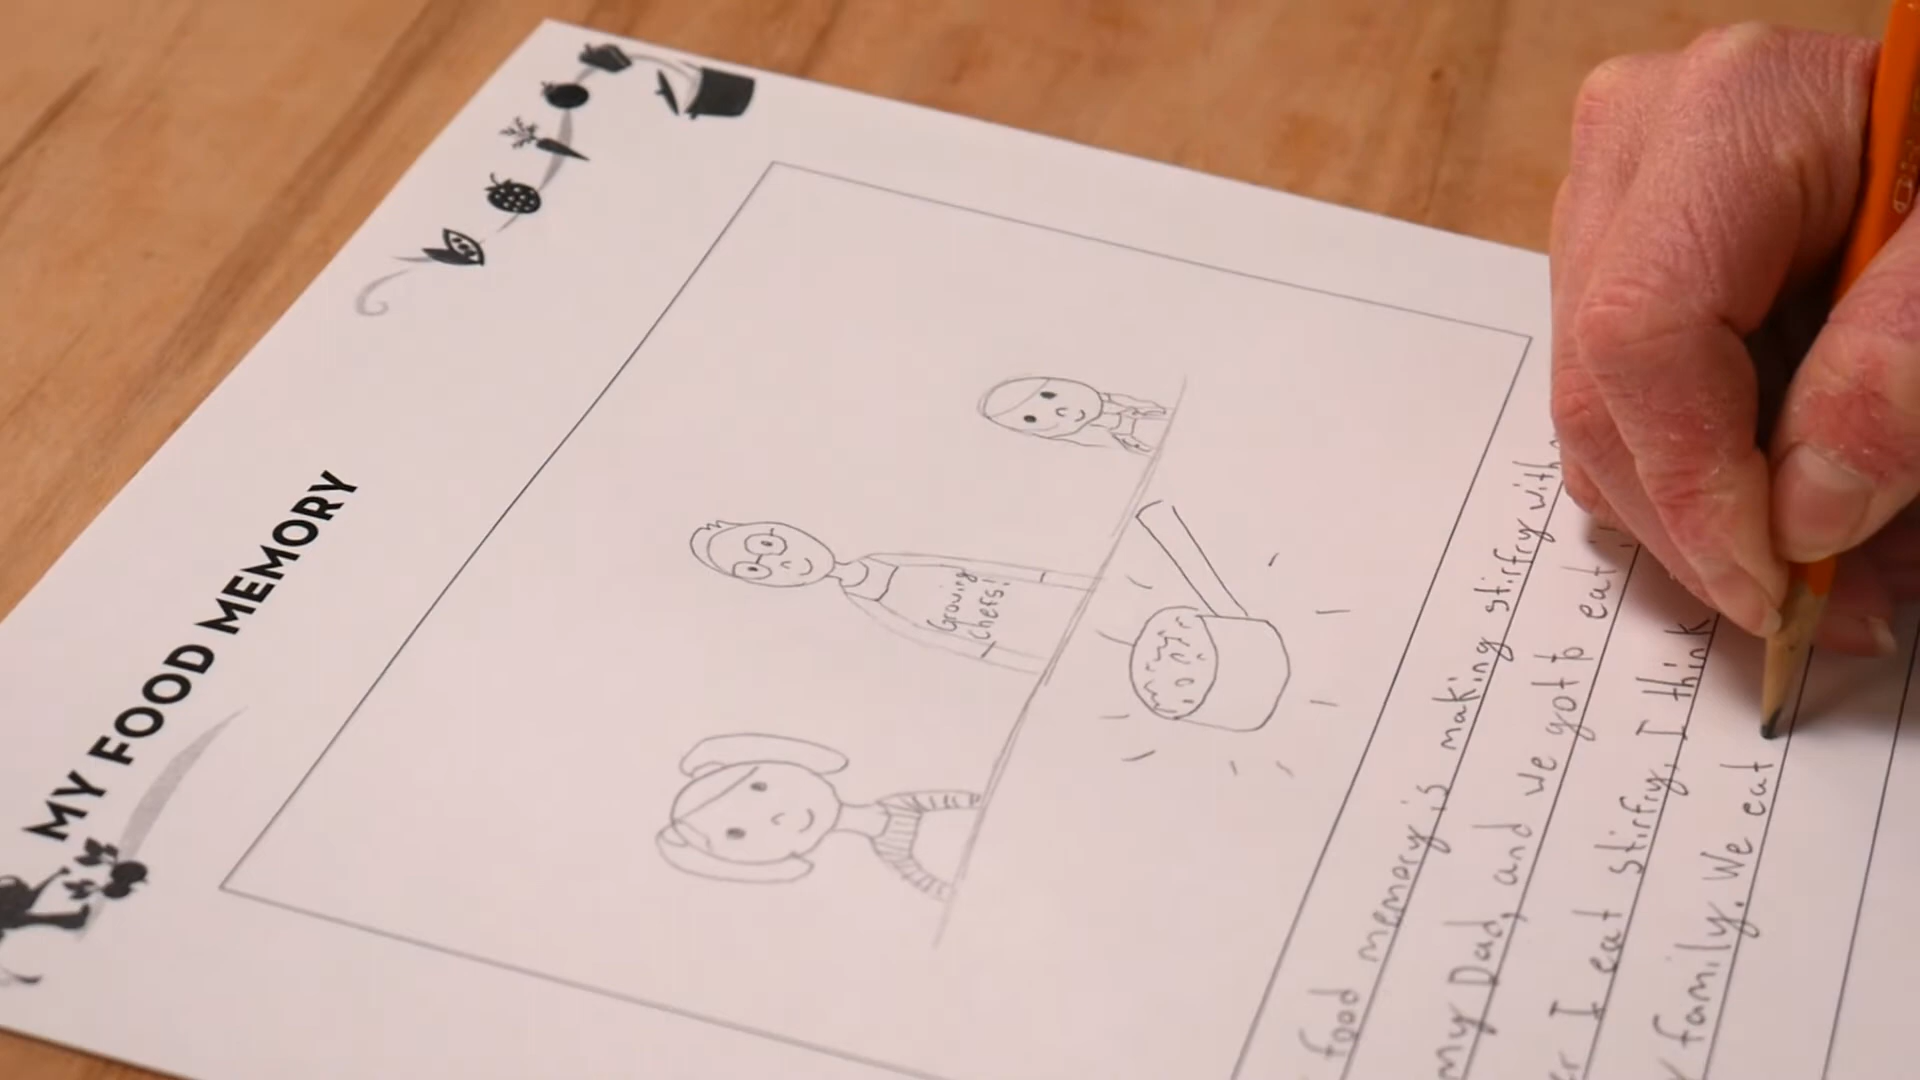 MY FOOD MEMORY
Growing
Chefs!
food memory is making stirfry with
my Dad, and we got to eat
I eat stirfry, I think
family. We eat